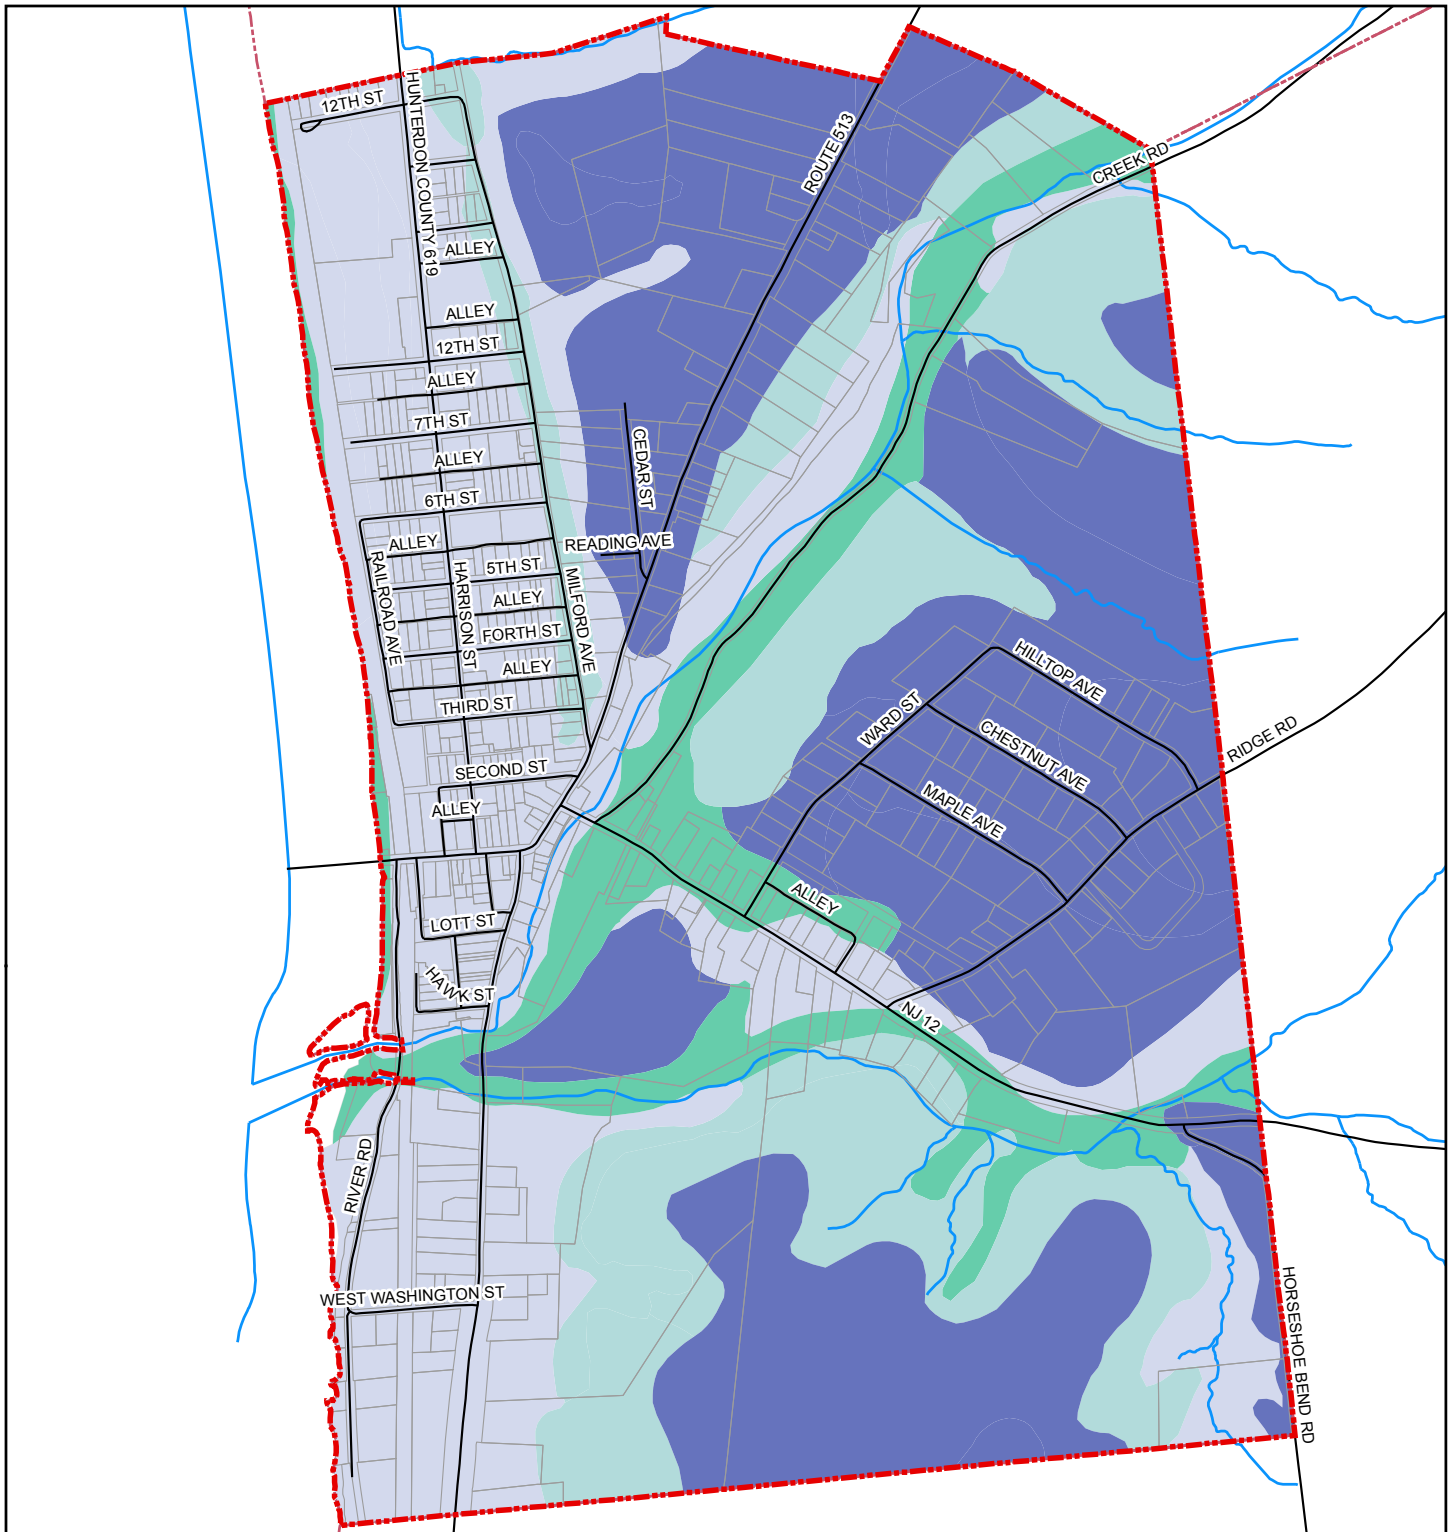 12TH ST
HUNTERDON COUNTY 619
ROUTE 513
CREEK RD
ALLEY
ALLEY
12TH ST
ALLEY
7TH ST
ALLEY
CEDAR ST
6TH ST
ALLEY
READING AVE
RAILROAD AVE
HARRISON ST
5TH ST
MILFORD AVE
ALLEY
FORTH ST
ALLEY
THIRD ST
HILLTOP AVE
WARD ST
CHESTNUT AVE
RIDGE RD
SECOND ST
ALLEY
MAPLE AVE
ALLEY
LOTT ST
HAWK ST
NJ 12
RIVER RD
WEST WASHINGTON ST
HORSESHOE BEND RD